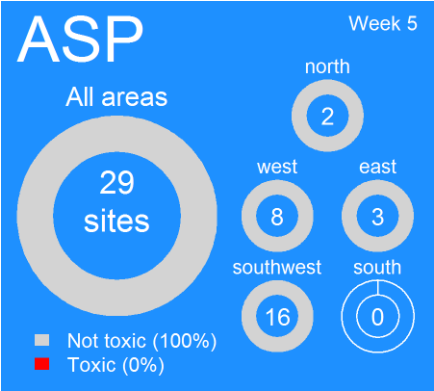 ASP
Week 5
All areas
29
sites
north
2
west
8
east
3
southwest
16
south
0
Not toxic (100%)
Toxic (0%)